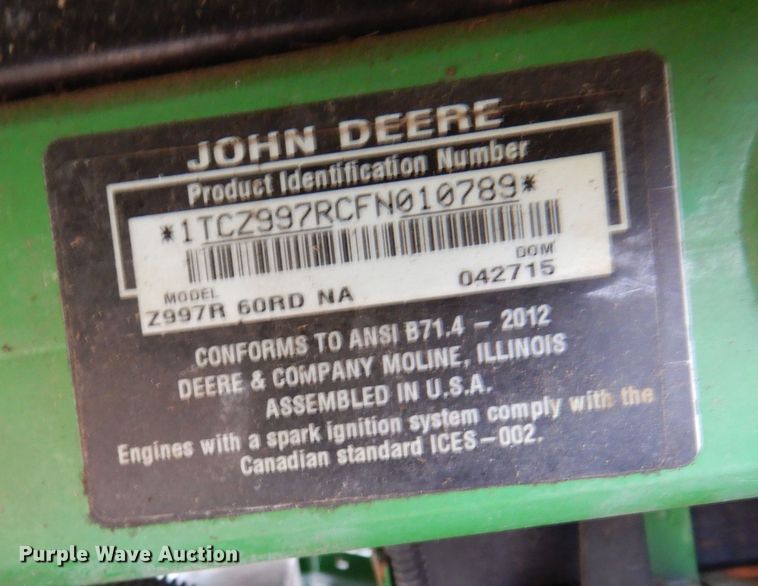 JOHN DEERE
Product Identification Number
*1TCZ997RCFN010789*
MODEL DOM
Z997R 60RD NA 042715
CONFORMS TO ANSI B71.4 - 2012
DEERE & COMPANY MOLINE, ILLINOIS
ASSEMBLED IN U.S.A.
Engines with a spark ignition system comply with the
Canadian standard ICES-002.
Purple Wave Auction